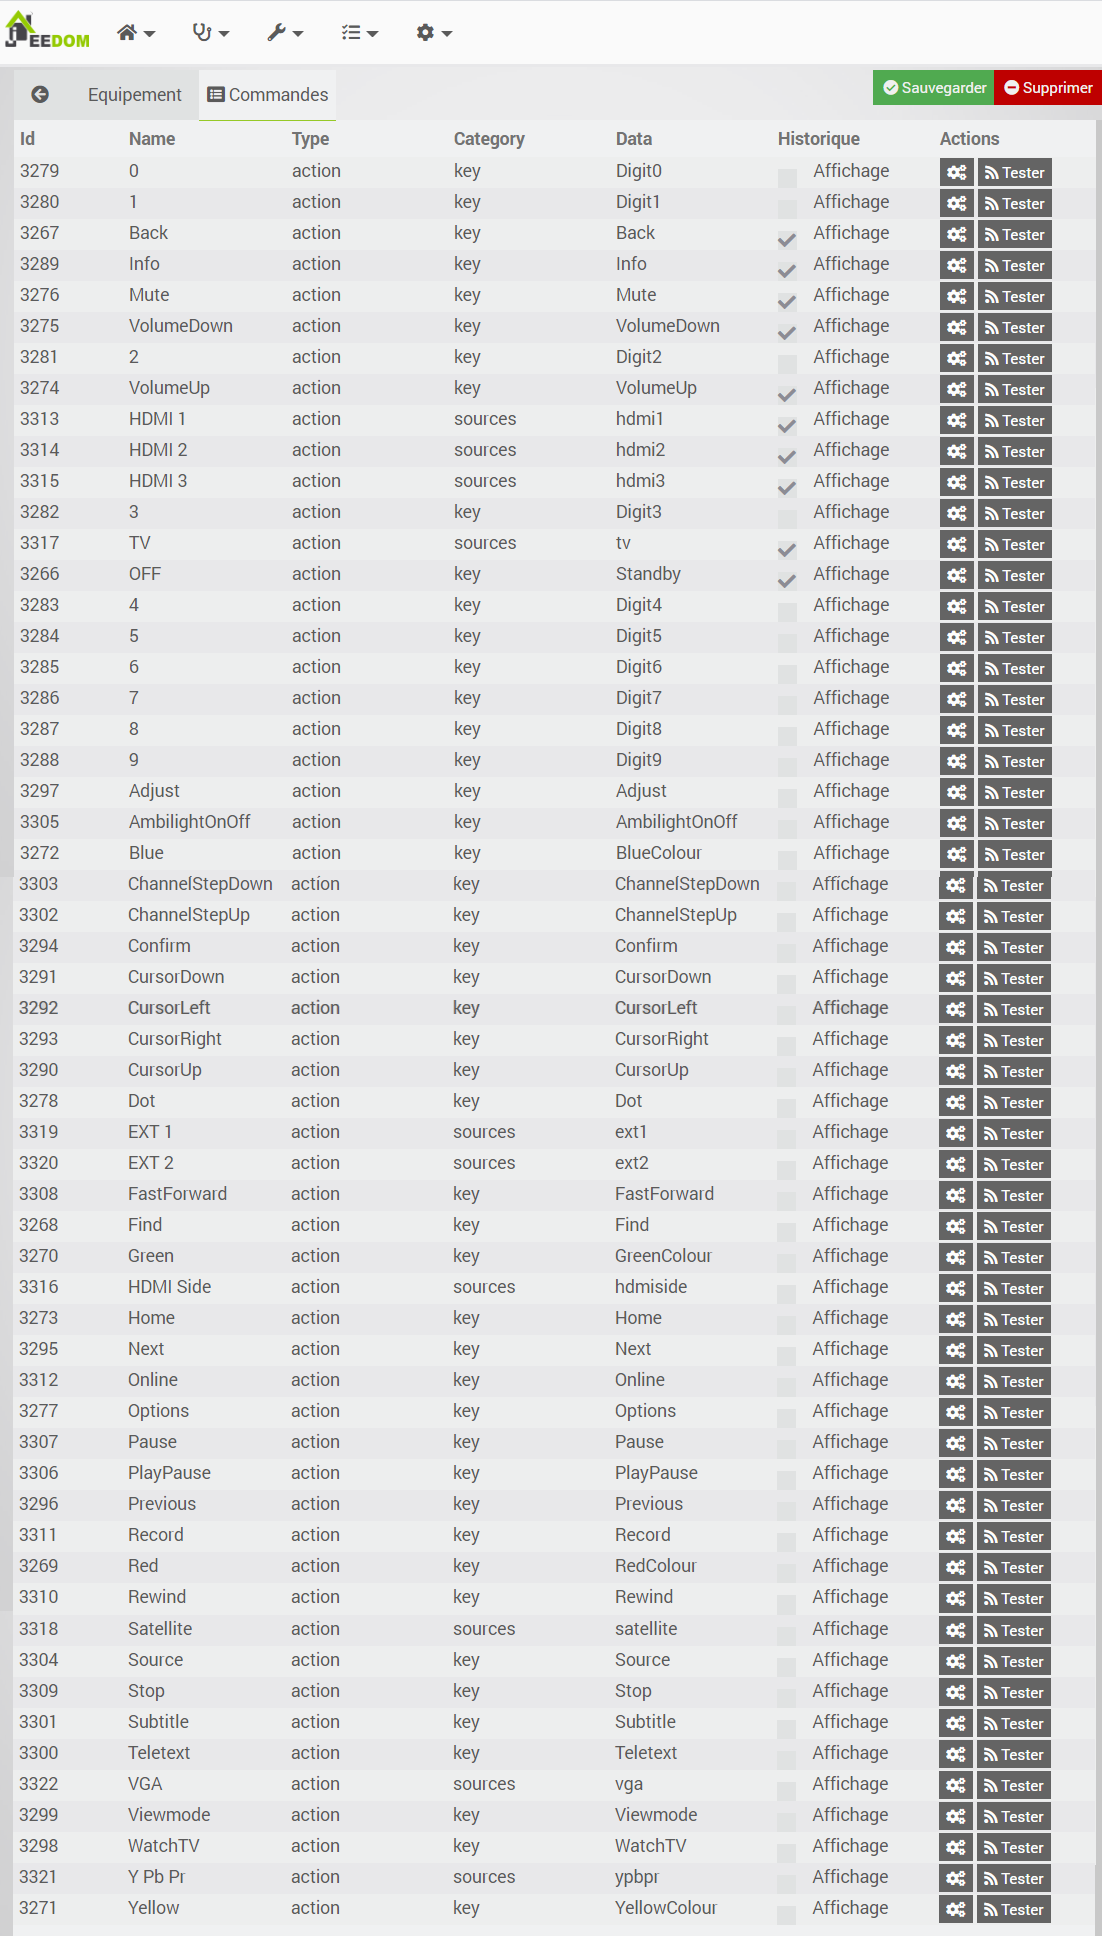 EEDOM
Equipement Commandes Sauvegarder Supprimer
Id Name Type Category Data Historique Actions
3279 0 action key Digit0 Affichage Tester
3280 1 action key Digit1 Affichage Tester
3267 Back action key Back Affichage Tester
3289 Info action key Info Affichage Tester
3276 Mute action key Mute Affichage Tester
3275 VolumeDown action key VolumeDown Affichage Tester
3281 2 action key Digit2 Affichage Tester
3274 VolumeUp action key VolumeUp Affichage Tester
3313 HDMI 1 action sources hdmi1 Affichage Tester
3314 HDMI 2 action sources hdmi2 Affichage Tester
3315 HDMI 3 action sources hdmi3 Affichage Tester
3282 3 action key Digit3 Affichage Tester
3317 TV action sources tv Affichage Tester
3266 OFF action key Standby Affichage Tester
3283 4 action key Digit4 Affichage Tester
3284 5 action key Digit5 Affichage Tester
3285 6 action key Digit6 Affichage Tester
3286 7 action key Digit7 Affichage Tester
3287 8 action key Digit8 Affichage Tester
3288 9 action key Digit9 Affichage Tester
3297 Adjust action key Adjust Affichage Tester
3305 AmbilightOnOff action key AmbilightOnOff Affichage Tester
3272 Blue action key BlueColour Affichage Tester
3303 ChannelStepDown action key ChannelStepDown Affichage Tester
3302 ChannelStepUp action key ChannelStepUp Affichage Tester
3294 Confirm action key Confirm Affichage Tester
3291 CursorDown action key CursorDown Affichage Tester
3292 CursorLeft action key CursorLeft Affichage Tester
3293 CursorRight action key CursorRight Affichage Tester
3290 CursorUp action key CursorUp Affichage Tester
3278 Dot action key Dot Affichage Tester
3319 EXT 1 action sources ext1 Affichage Tester
3320 EXT 2 action sources ext2 Affichage Tester
3308 FastForward action key FastForward Affichage Tester
3268 Find action key Find Affichage Tester
3270 Green action key GreenColour Affichage Tester
3316 HDMI Side action sources hdmiside Affichage Tester
3273 Home action key Home Affichage Tester
3295 Next action key Next Affichage Tester
3312 Online action key Online Affichage Tester
3277 Options action key Options Affichage Tester
3307 Pause action key Pause Affichage Tester
3306 PlayPause action key PlayPause Affichage Tester
3296 Previous action key Previous Affichage Tester
3311 Record action key Record Affichage Tester
3269 Red action key RedColour Affichage Tester
3310 Rewind action key Rewind Affichage Tester
3318 Satellite action sources satellite Affichage Tester
3304 Source action key Source Affichage Tester
3309 Stop action key Stop Affichage Tester
3301 Subtitle action key Subtitle Affichage Tester
3300 Teletext action key Teletext Affichage Tester
3322 VGA action sources vga Affichage Tester
3299 Viewmode action key Viewmode Affichage Tester
3298 WatchTV action key WatchTV Affichage Tester
3321 Y Pb Pr action sources ypbpr Affichage Tester
3271 Yellow action key YellowColour Affichage Tester